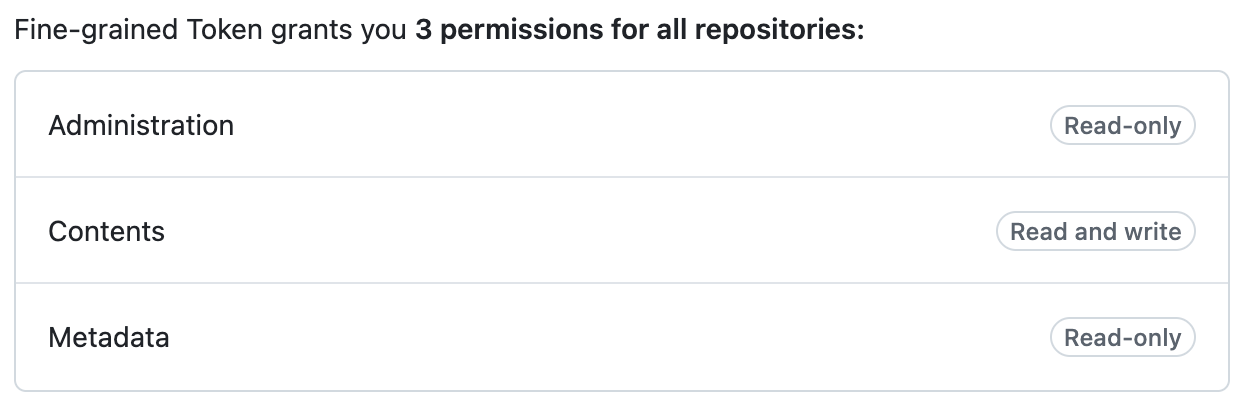 Fine-grained Token grants you 3 permissions for all repositories:
Administration Read-only
Contents Read and write
Metadata Read-only